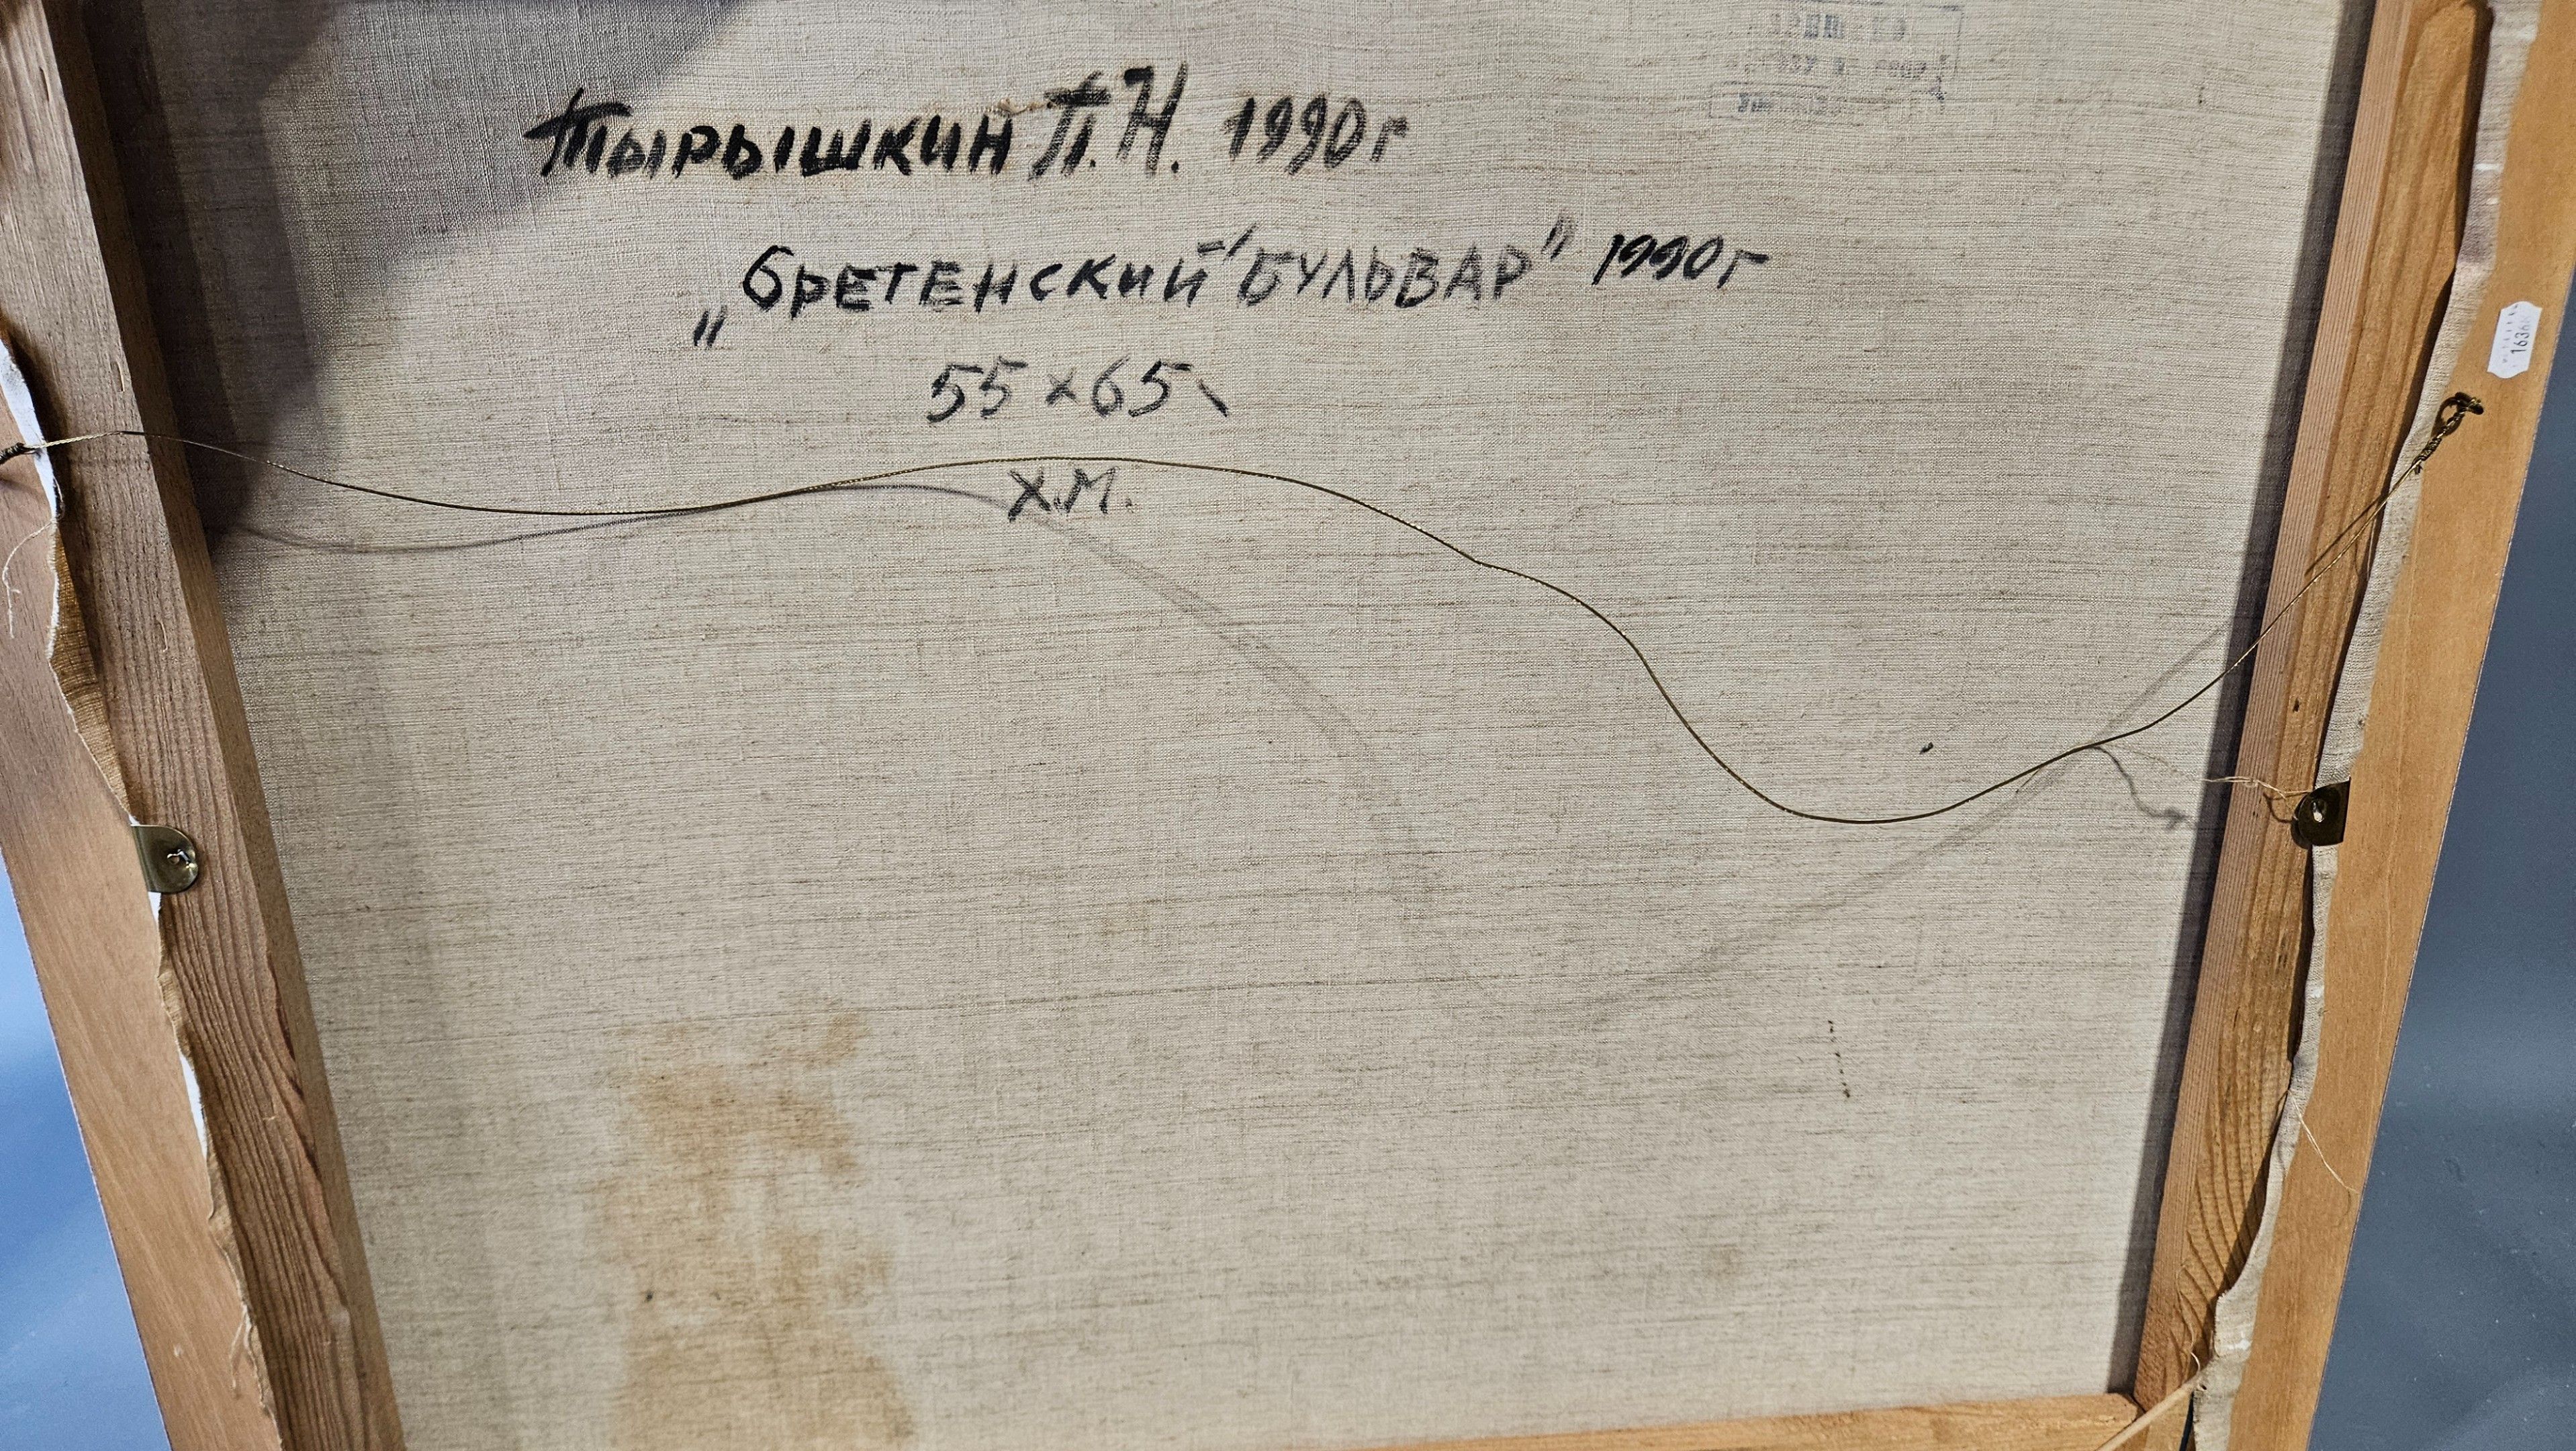 Тырышкин П.Н. 1990г
„Сретенский Бульвар" 1990г
55 x 65
Х.М.